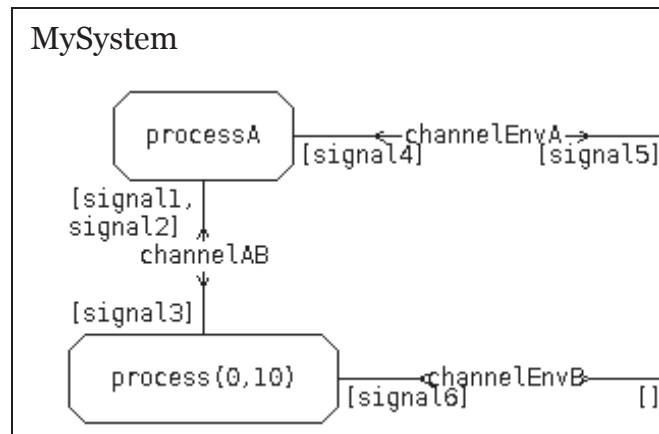 MySystem
processA
channelEnvA
[signal4]
[signal5]
[signal1,
signal2]
channelAB
[signal3]
process(0,10)
channelEnvB
[signal6]
[]